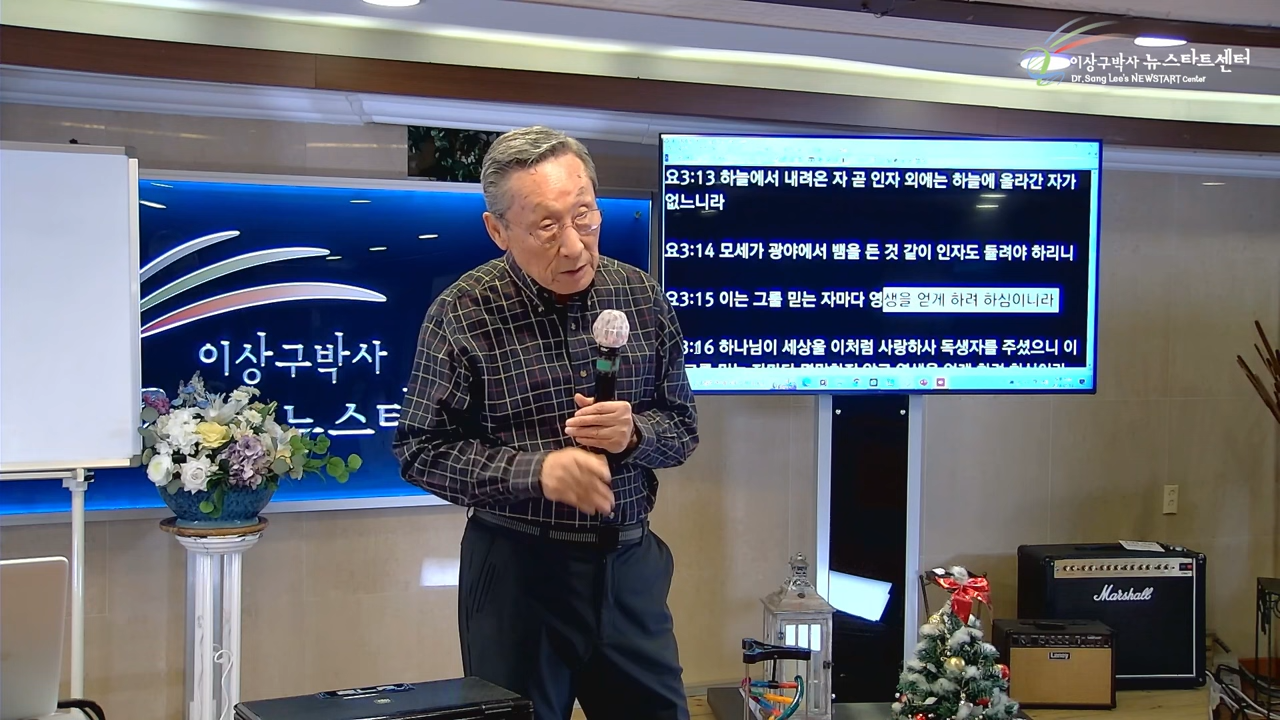 이상구박사 뉴스타트센터
Dr. Sang Lee's NEWSTART Center
요3:13 하늘에서 내려온 자 곧 인자 외에는 하늘에 올라간 자가
없느니라
요3:14 모세가 광야에서 뱀을 든 것 같이 인자도 들려야 하리니
요3:15 이는 그를 믿는 자마다 영생을 얻게 하려 하심이니라
3:16 하나님이 세상을 이처럼 사랑하사 독생자를 주셨으니 이
이상구박사
뉴스타
Marshall
Laney